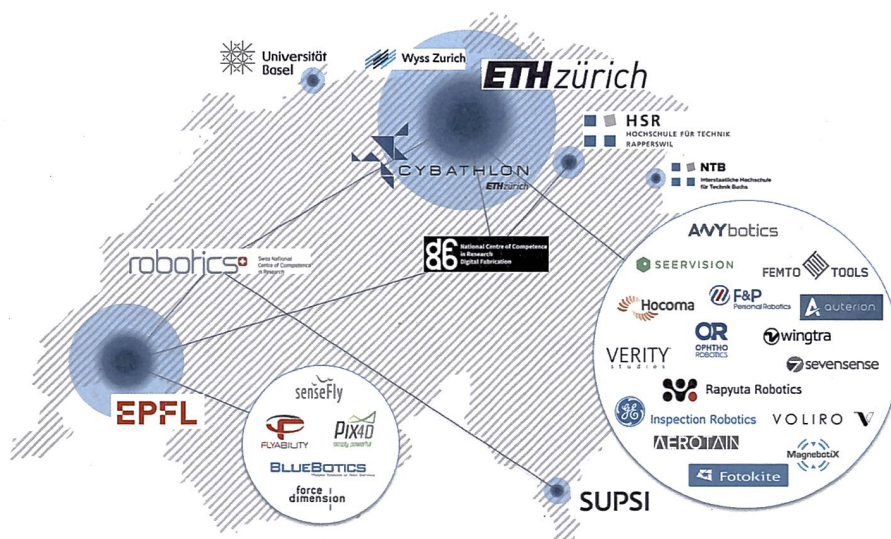 Universität
Basel
Wyss Zurich
ETH zürich
HSR
HOCHSCHULE FÜR TECHNIK
RAPPERSWIL
CYBATHLON
ETH zürich
NTB
Interstaatliche Hochschule
für Technik Buchs
robotics+
Swiss National
Centre of Competence
in Research
dfab
National Centre of Competence
in Research
Digital Fabrication
EPFL
senseFly
FLYABILITY
PIX4D
simply powerful
BLUEBOTICS
force
dimension
SUPSI
ANYbotics
SEERVISION
FEMTO TOOLS
Hocoma
F&P
Personal Robotics
auterion
OR
OPHTHO
ROBOTICS
wingtra
VERITY
STUDIOS
sevensense
Rapyuta Robotics
GE
Inspection Robotics
VOLIRO
AEROTAIN
MagnebotiX
Fotokite